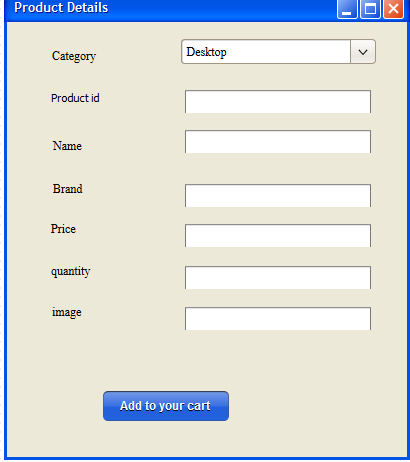 Product Details
Category
Desktop
Product id
Name
Brand
Price
quantity
image
Add to your cart